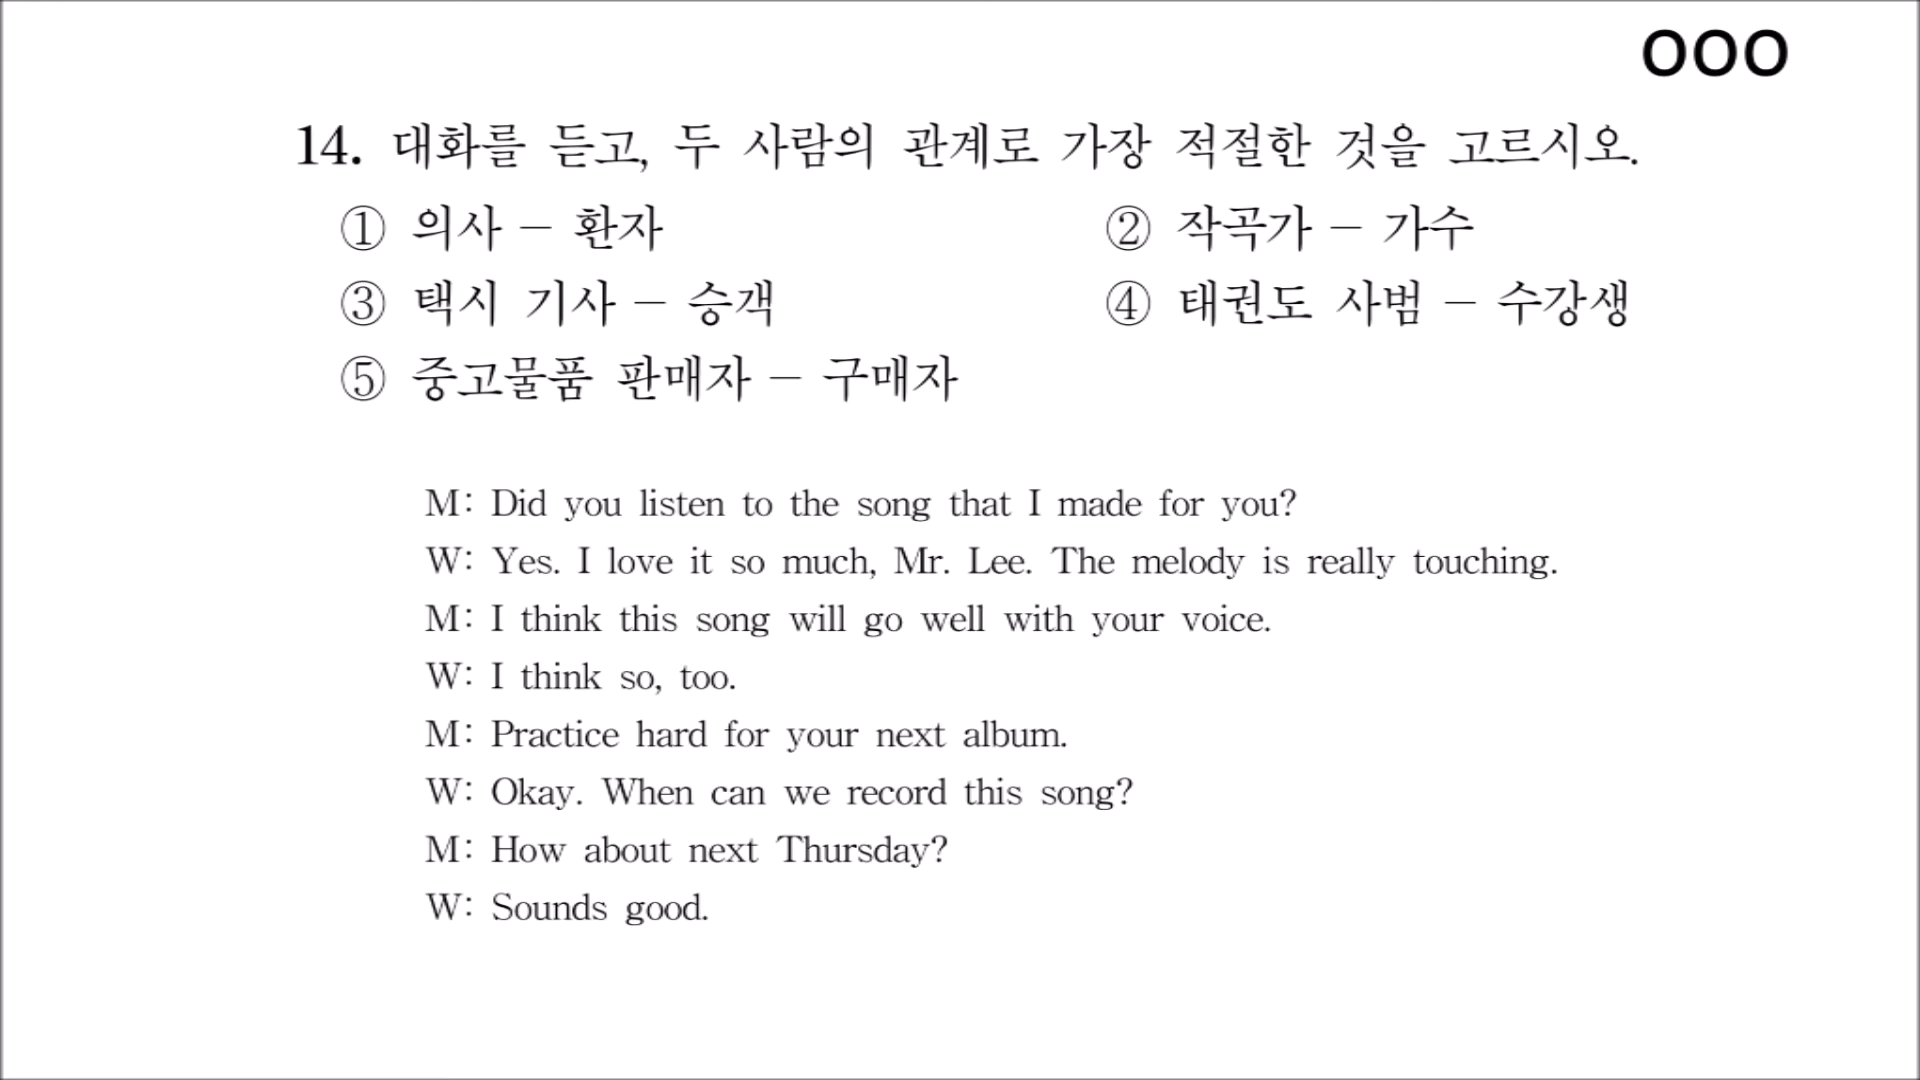 OOO
14. 대화를 듣고, 두 사람의 관계로 가장 적절한 것을 고르시오.
① 의사 – 환자 ② 작곡가 – 가수
③ 택시 기사 – 승객 ④ 태권도 사범 – 수강생
⑤ 중고물품 판매자 – 구매자
M: Did you listen to the song that I made for you?
W: Yes. I love it so much, Mr. Lee. The melody is really touching.
M: I think this song will go well with your voice.
W: I think so, too.
M: Practice hard for your next album.
W: Okay. When can we record this song?
M: How about next Thursday?
W: Sounds good.